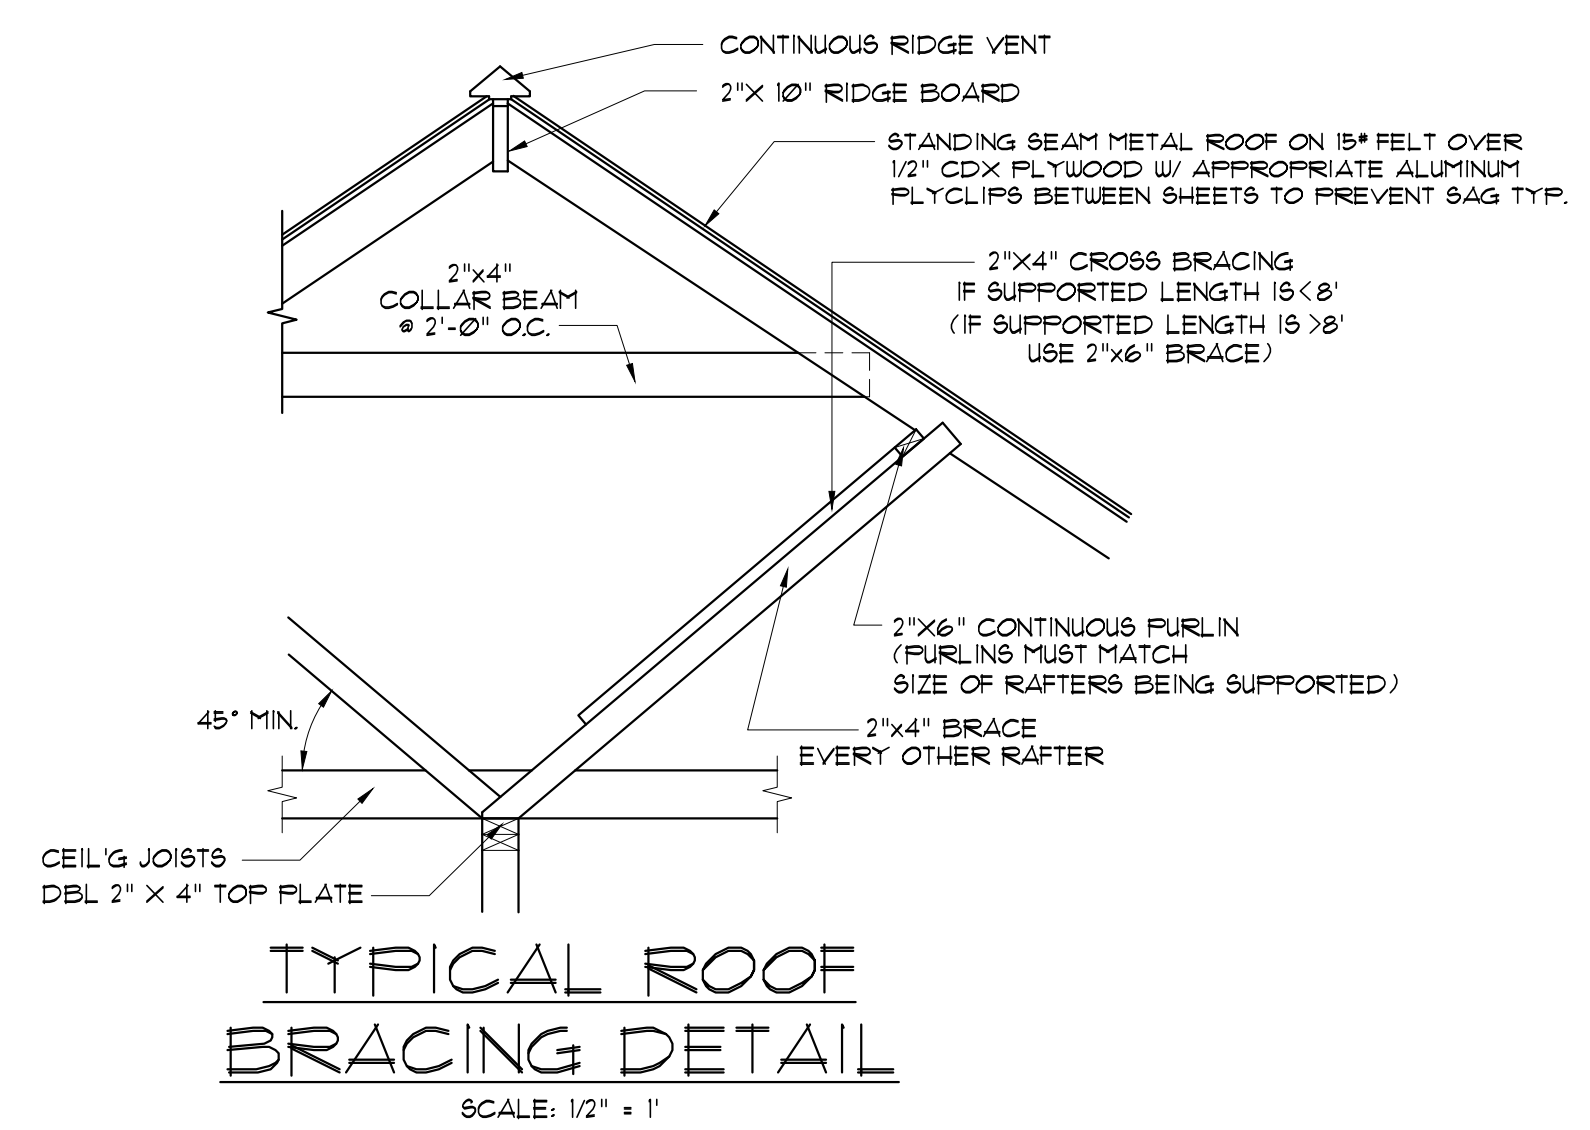 CONTINUOUS RIDGE VENT
2"X 10" RIDGE BOARD
STANDING SEAM METAL ROOF ON 15# FELT OVER
1/2" CDX PLYWOOD W/ APPROPRIATE ALUMINUM
PLYCLIPS BETWEEN SHEETS TO PREVENT SAG TYP.
2"X4" CROSS BRACING
IF SUPPORTED LENGTH IS<8'
(IF SUPPORTED LENGTH IS >8'
USE 2"x6" BRACE)
2"x4"
COLLAR BEAM
@ 2'-0" O.C.
2"X6" CONTINUOUS PURLIN
(PURLINS MUST MATCH
SIZE OF RAFTERS BEING SUPPORTED)
45° MIN.
2"x4" BRACE
EVERY OTHER RAFTER
CEIL'G JOISTS
DBL 2" X 4" TOP PLATE
TYPICAL ROOF
BRACING DETAIL
SCALE: 1/2" = 1'